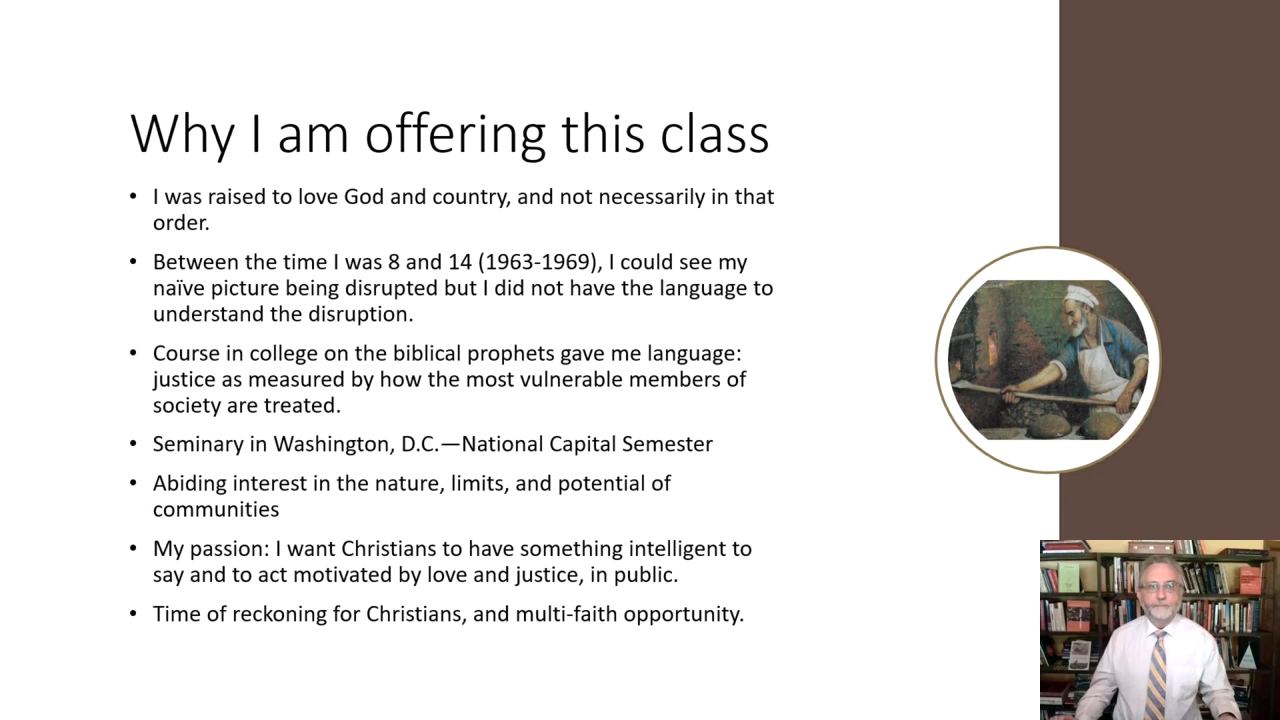 Why I am offering this class
• I was raised to love God and country, and not necessarily in that
order.
• Between the time I was 8 and 14 (1963-1969), I could see my
naïve picture being disrupted but I did not have the language to
understand the disruption.
• Course in college on the biblical prophets gave me language:
justice as measured by how the most vulnerable members of
society are treated.
• Seminary in Washington, D.C.—National Capital Semester
• Abiding interest in the nature, limits, and potential of
communities
• My passion: I want Christians to have something intelligent to
say and to act motivated by love and justice, in public.
• Time of reckoning for Christians, and multi-faith opportunity.